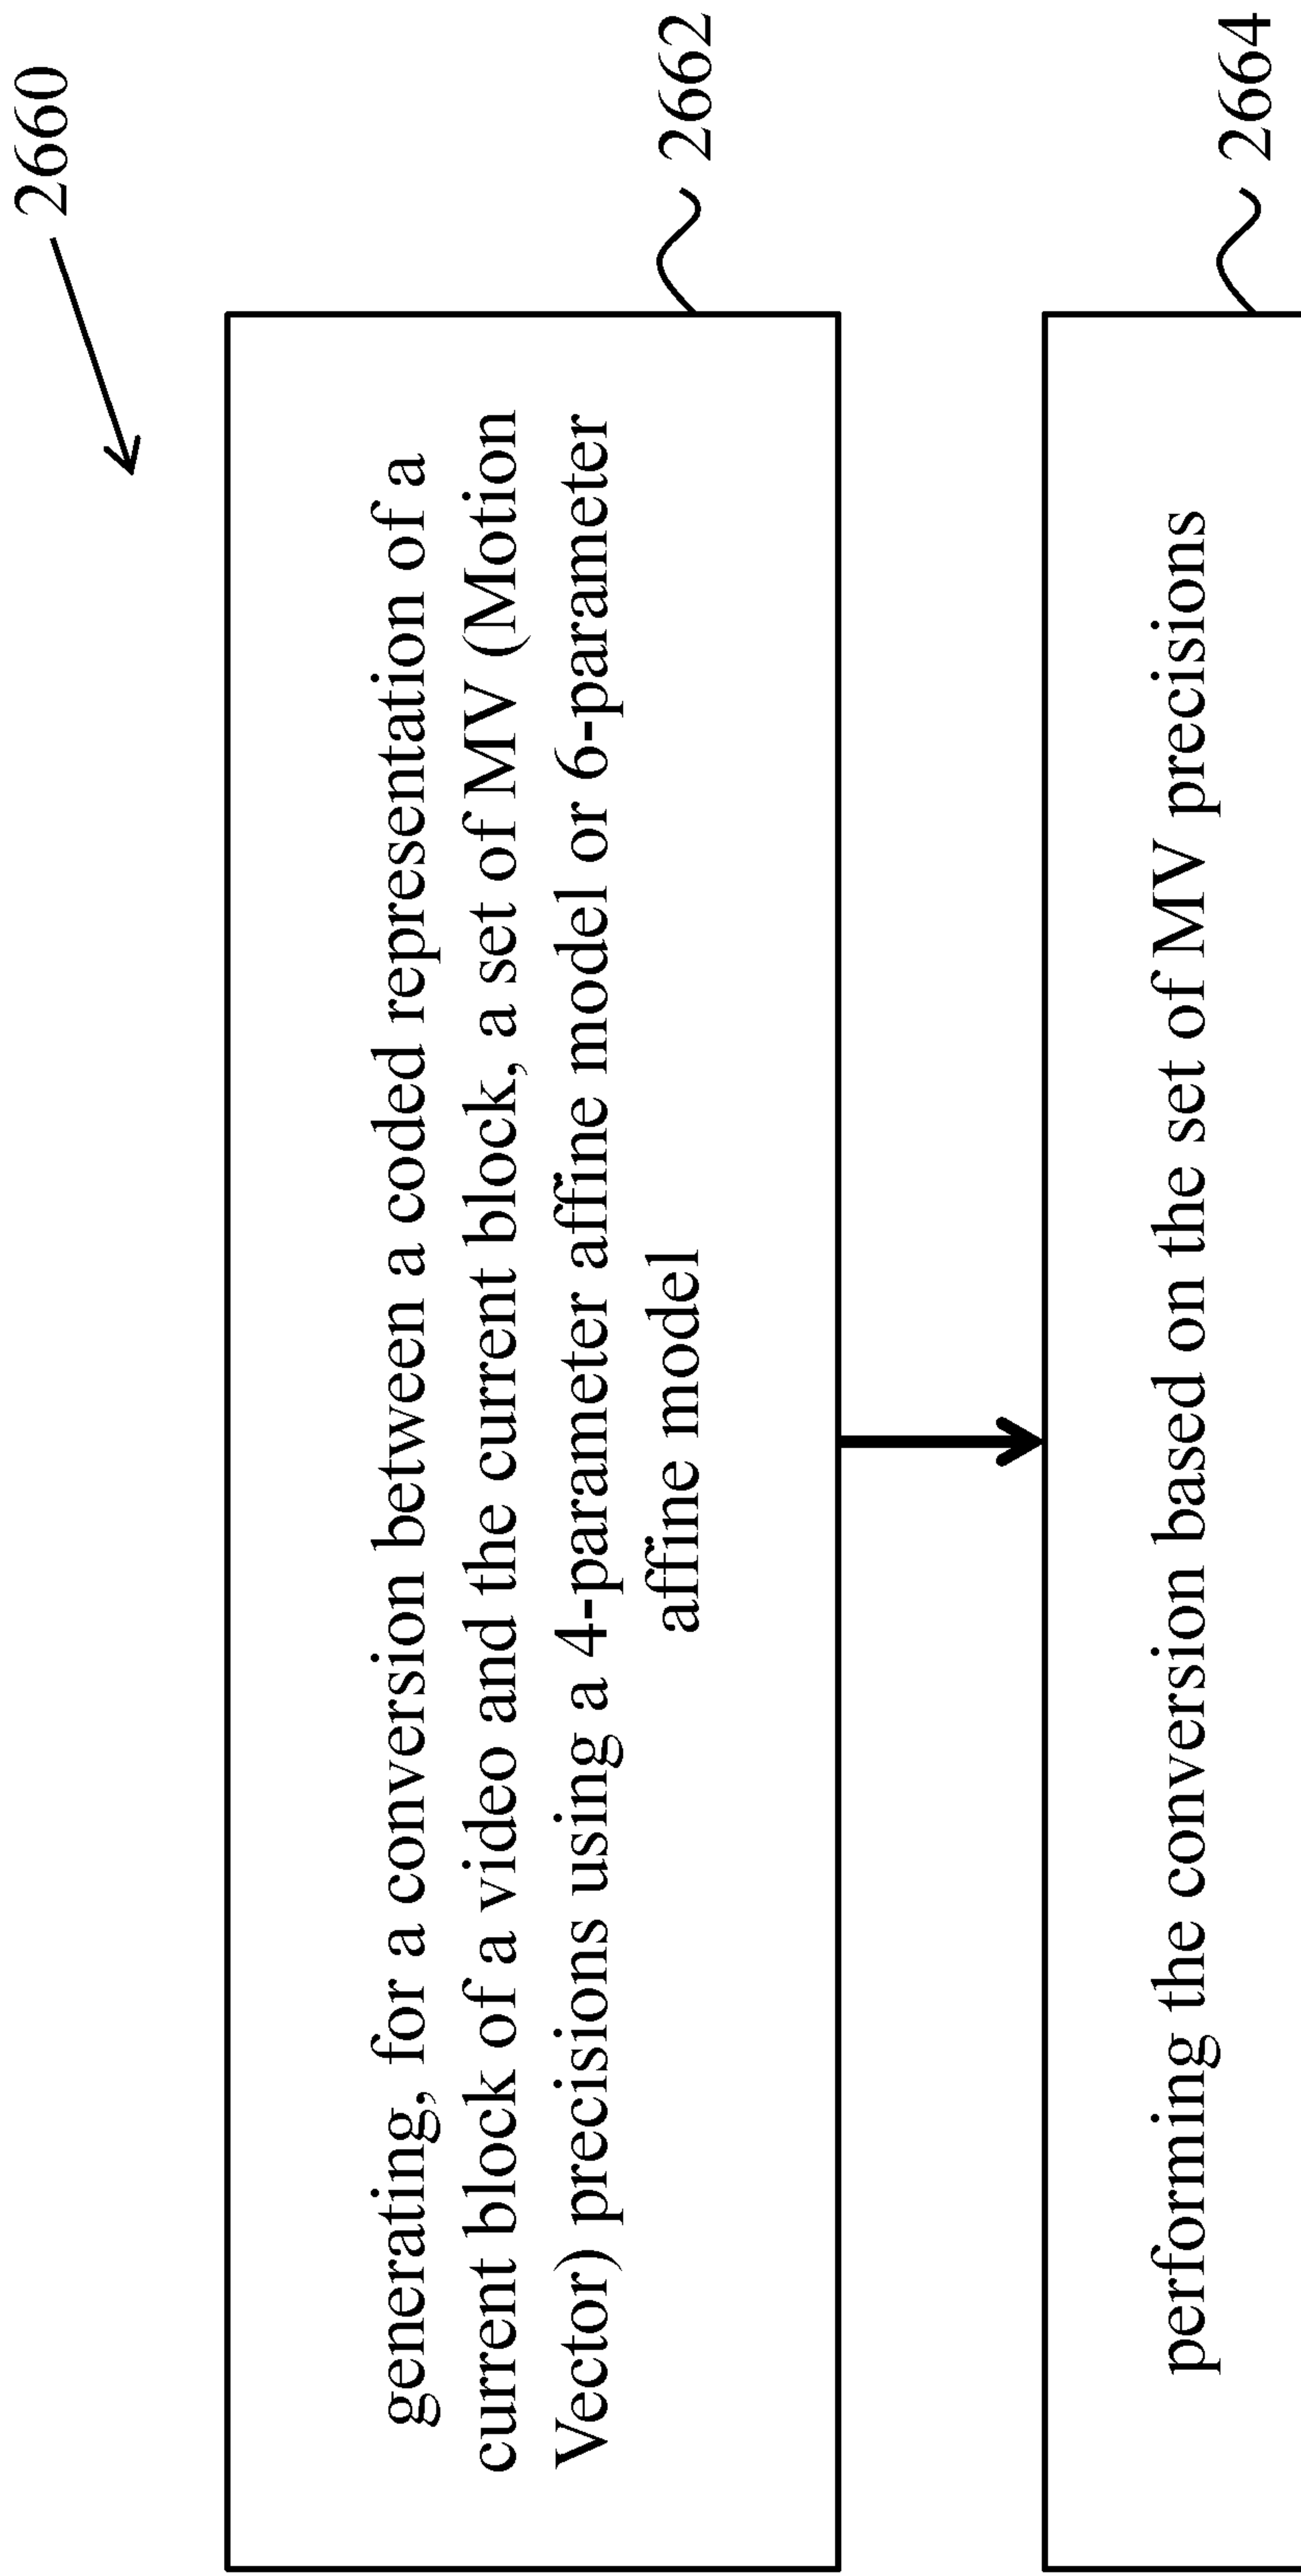 2660
generating, for a conversion between a coded representation of a
current block of a video and the current block, a set of MV (Motion
Vector) precisions using a 4-parameter affine model or 6-parameter
affine model
2662
performing the conversion based on the set of MV precisions
2664